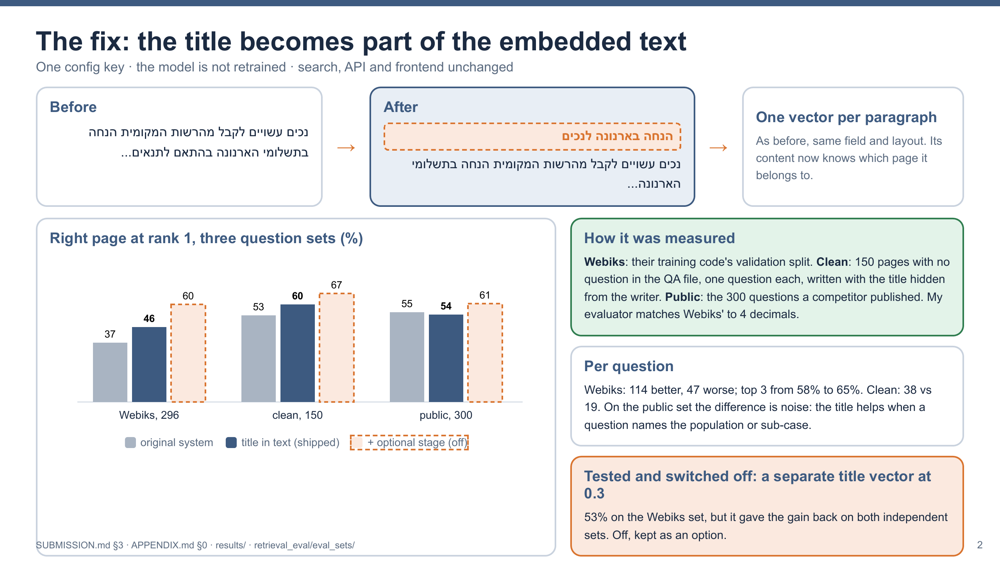 The fix: the title becomes part of the embedded text
One config key · the model is not retrained · search, API and frontend unchanged
Before
נכים עשויים לקבל מהרשות המקומית הנחה
בתשלומי הארנונה בהתאם לתנאים...
→
After
הנחה בארנונה לנכים
נכים עשויים לקבל מהרשות המקומית הנחה בתשלומי
הארנונה...
→
One vector per paragraph
As before, same field and layout. Its
content now knows which page it
belongs to.
Right page at rank 1, three question sets (%)
37
46
60
53
60
67
55
54
61
Webiks, 296
clean, 150
public, 300
original system
title in text (shipped)
+ optional stage (off)
How it was measured
Webiks: their training code's validation split. Clean: 150 pages with no
question in the QA file, one question each, written with the title hidden
from the writer. Public: the 300 questions a competitor published. My
evaluator matches Webiks' to 4 decimals.
Per question
Webiks: 114 better, 47 worse; top 3 from 58% to 65%. Clean: 38 vs
19. On the public set the difference is noise: the title helps when a
question names the population or sub-case.
Tested and switched off: a separate title vector at
0.3
53% on the Webiks set, but it gave the gain back on both independent
sets. Off, kept as an option.
SUBMISSION.md §3 · APPENDIX.md §0 · results/ · retrieval_eval/eval_sets/
2